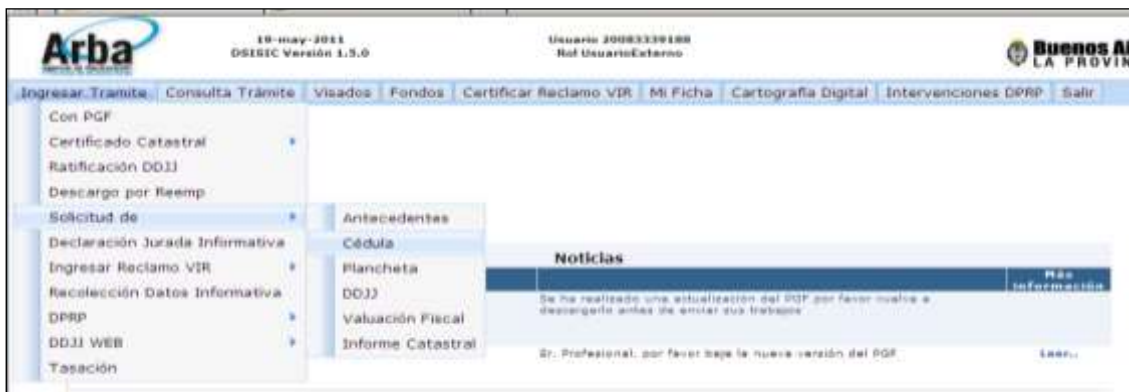 Arba
19-may-2011
DSISIC Versión 1.5.0
Usuario 20083339188
Rol UsuarioExterno
Buenos A
LA PROVIN
Ingresar Tramite Consulta Trámite Visados Fondos Certificar Reclamo VIR Mi Ficha Cartografía Digital Intervenciones DPRP Salir
Con PGF
Certificado Catastral
Ratificación DDJJ
Descargo por Reemp
Solicitud de
Antecedentes
Declaración Jurada Informativa
Cédula
Ingresar Reclamo VIR
Plancheta
Recolección Datos Informativa
DDJJ
DPRP
Valuación Fiscal
DDJJ WEB
Informe Catastral
Tasación
Noticias
Más Información
Se ha realizado una actualización del PGF por favor vuelva a
descargarlo antes de enviar sus trabajos
Sr. Profesional, por favor baje la nueva versión del PGF
Leer...